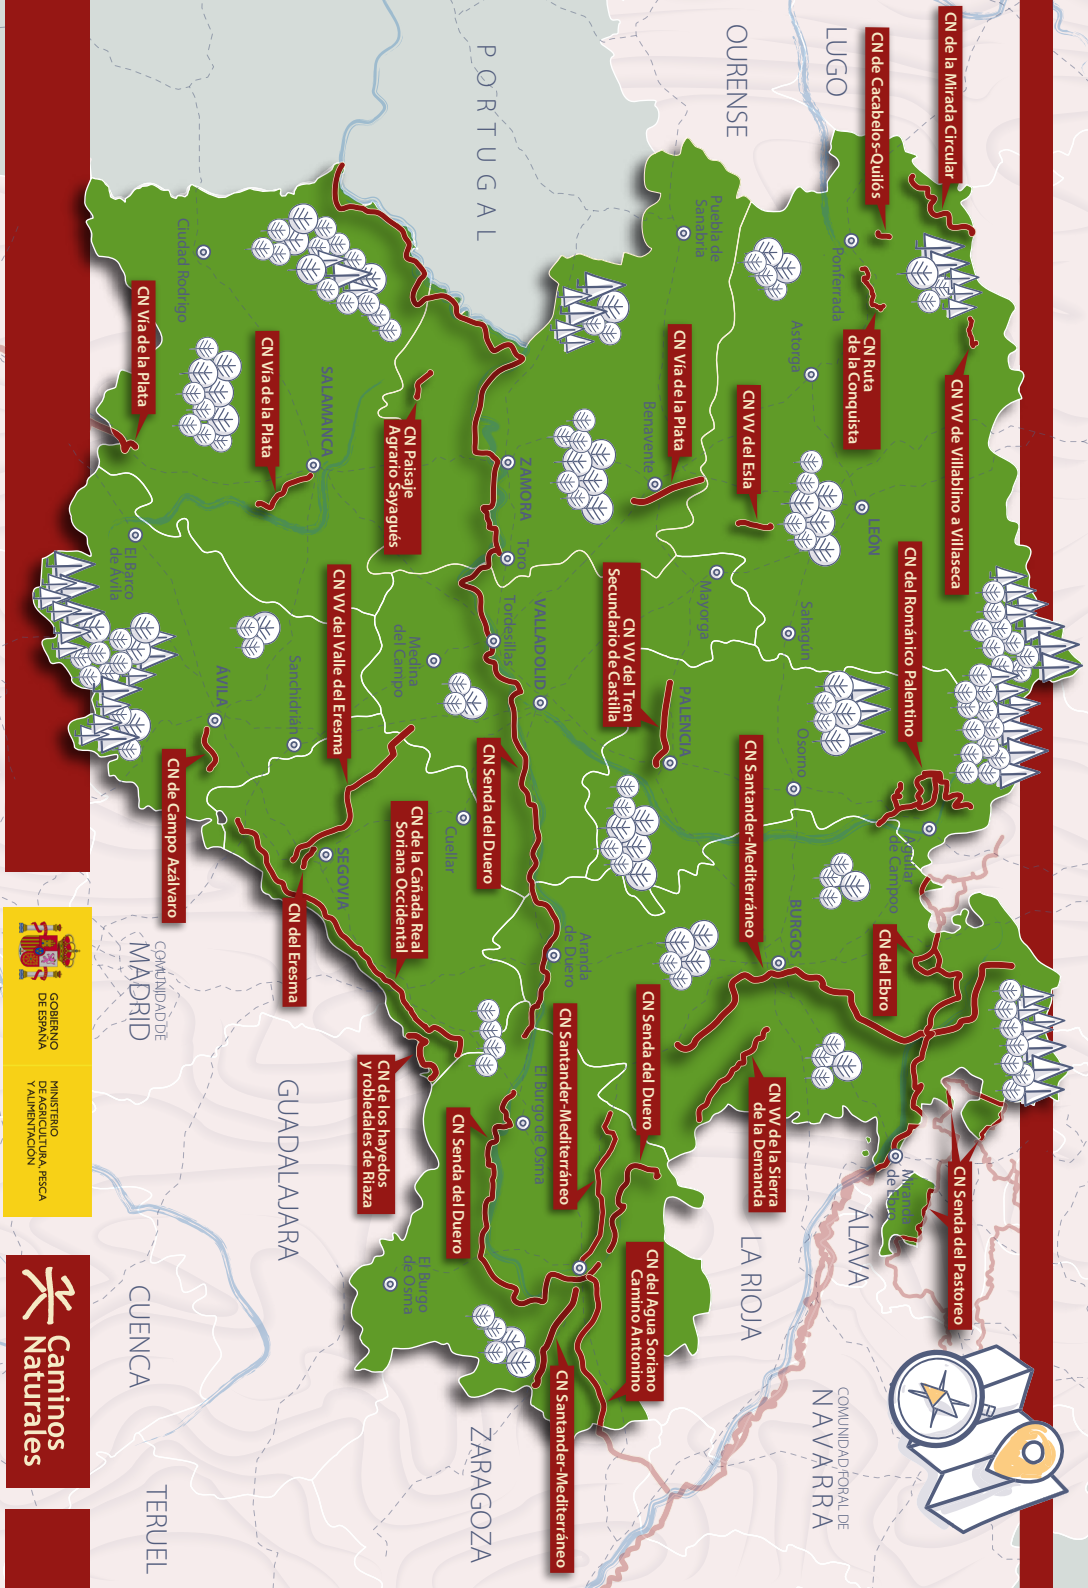 CN de la Mirada Circular
CN de Cacabelos-Quilós
LUGO
OURENSE
PORTUGAL
CN VV de Villablino a Villaseca
CN Ruta
de la Conquista
Ponferrada
Astorga
Puebla de
Sanabria
CN Vía de la Plata
Benavente
CN VV del Esla
LEÓN
CN del Románico Palentino
Sahagún
Mayorga
CN VV del Tren
Secundario de Castilla
PALENCIA
Osorno
Aguilar
de Campoo
CN Santander-Mediterráneo
BURGOS
CN del Ebro
CN Senda del Pastoreo
Miranda
de Ebro
ÁLAVA
LA RIOJA
COMUNIDAD FORAL DE
NAVARRA
CN VV de la Sierra
de la Demanda
CN Senda del Duero
CN Santander-Mediterráneo
CN del Agua Soriano
Camino Antonino
CN Santander-Mediterráneo
ZARAGOZA
ZAMORA
Toro
Tordesillas
VALLADOLID
Medina
del Campo
CN Senda del Duero
Cuellar
Aranda
de Duero
El Burgo de Osma
CN Senda del Duero
El Burgo
de Osma
CN Paisaje
Agrario Sayagués
SALAMANCA
CN Vía de la Plata
Ciudad Rodrigo
CN Vía de la Plata
El Barco
de Ávila
ÁVILA
Sanchidrián
CN VV del Valle del Eresma
CN de Campo Azálvaro
SEGOVIA
CN del Eresma
CN de la Cañada Real
Soriana Occidental
CN de los hayedos
y robledales de Riaza
COMUNIDAD DE
MADRID
GUADALAJARA
CUENCA
TERUEL
GOBIERNO
DE ESPAÑA
MINISTERIO
DE AGRICULTURA, PESCA
Y ALIMENTACIÓN
Caminos
Naturales